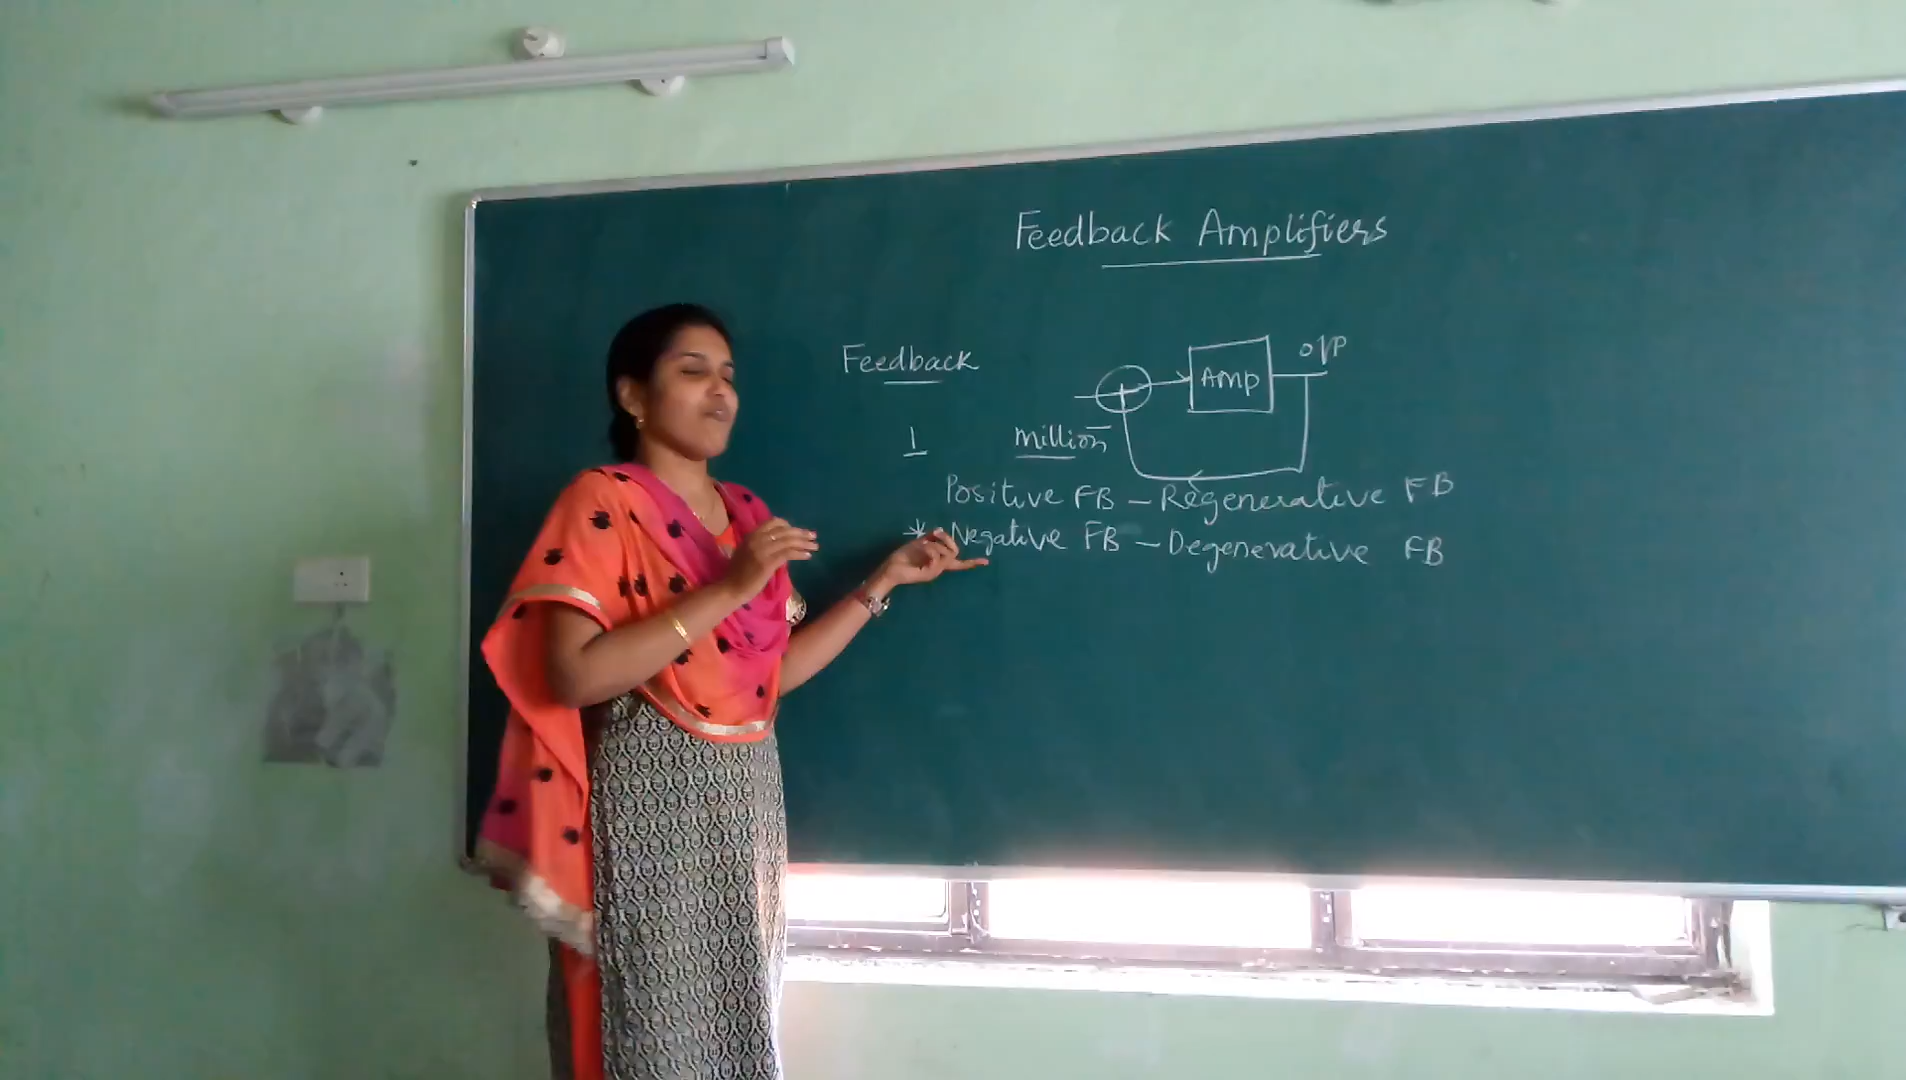 Feedback Amplifiers
Feedback
Amp
o/p
1 million
Positive FB – Regenerative FB
* Negative FB – Degenerative FB